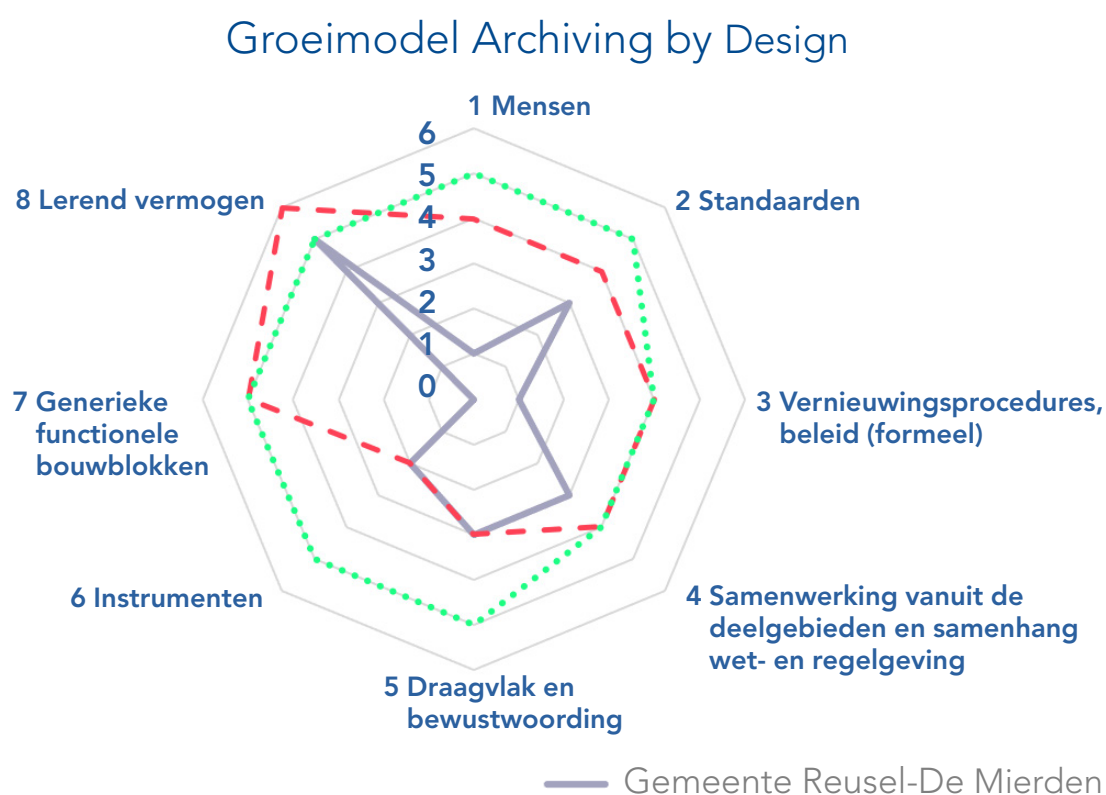 Groeimodel Archiving by Design
1 Mensen
6
5
4
3
2
1
0
2 Standaarden
3 Vernieuwingsprocedures,
beleid (formeel)
4 Samenwerking vanuit de
deelgebieden en samenhang
wet- en regelgeving
5 Draagvlak en
bewustwoording
6 Instrumenten
7 Generieke
functionele
bouwblokken
8 Lerend vermogen
Gemeente Reusel-De Mierden